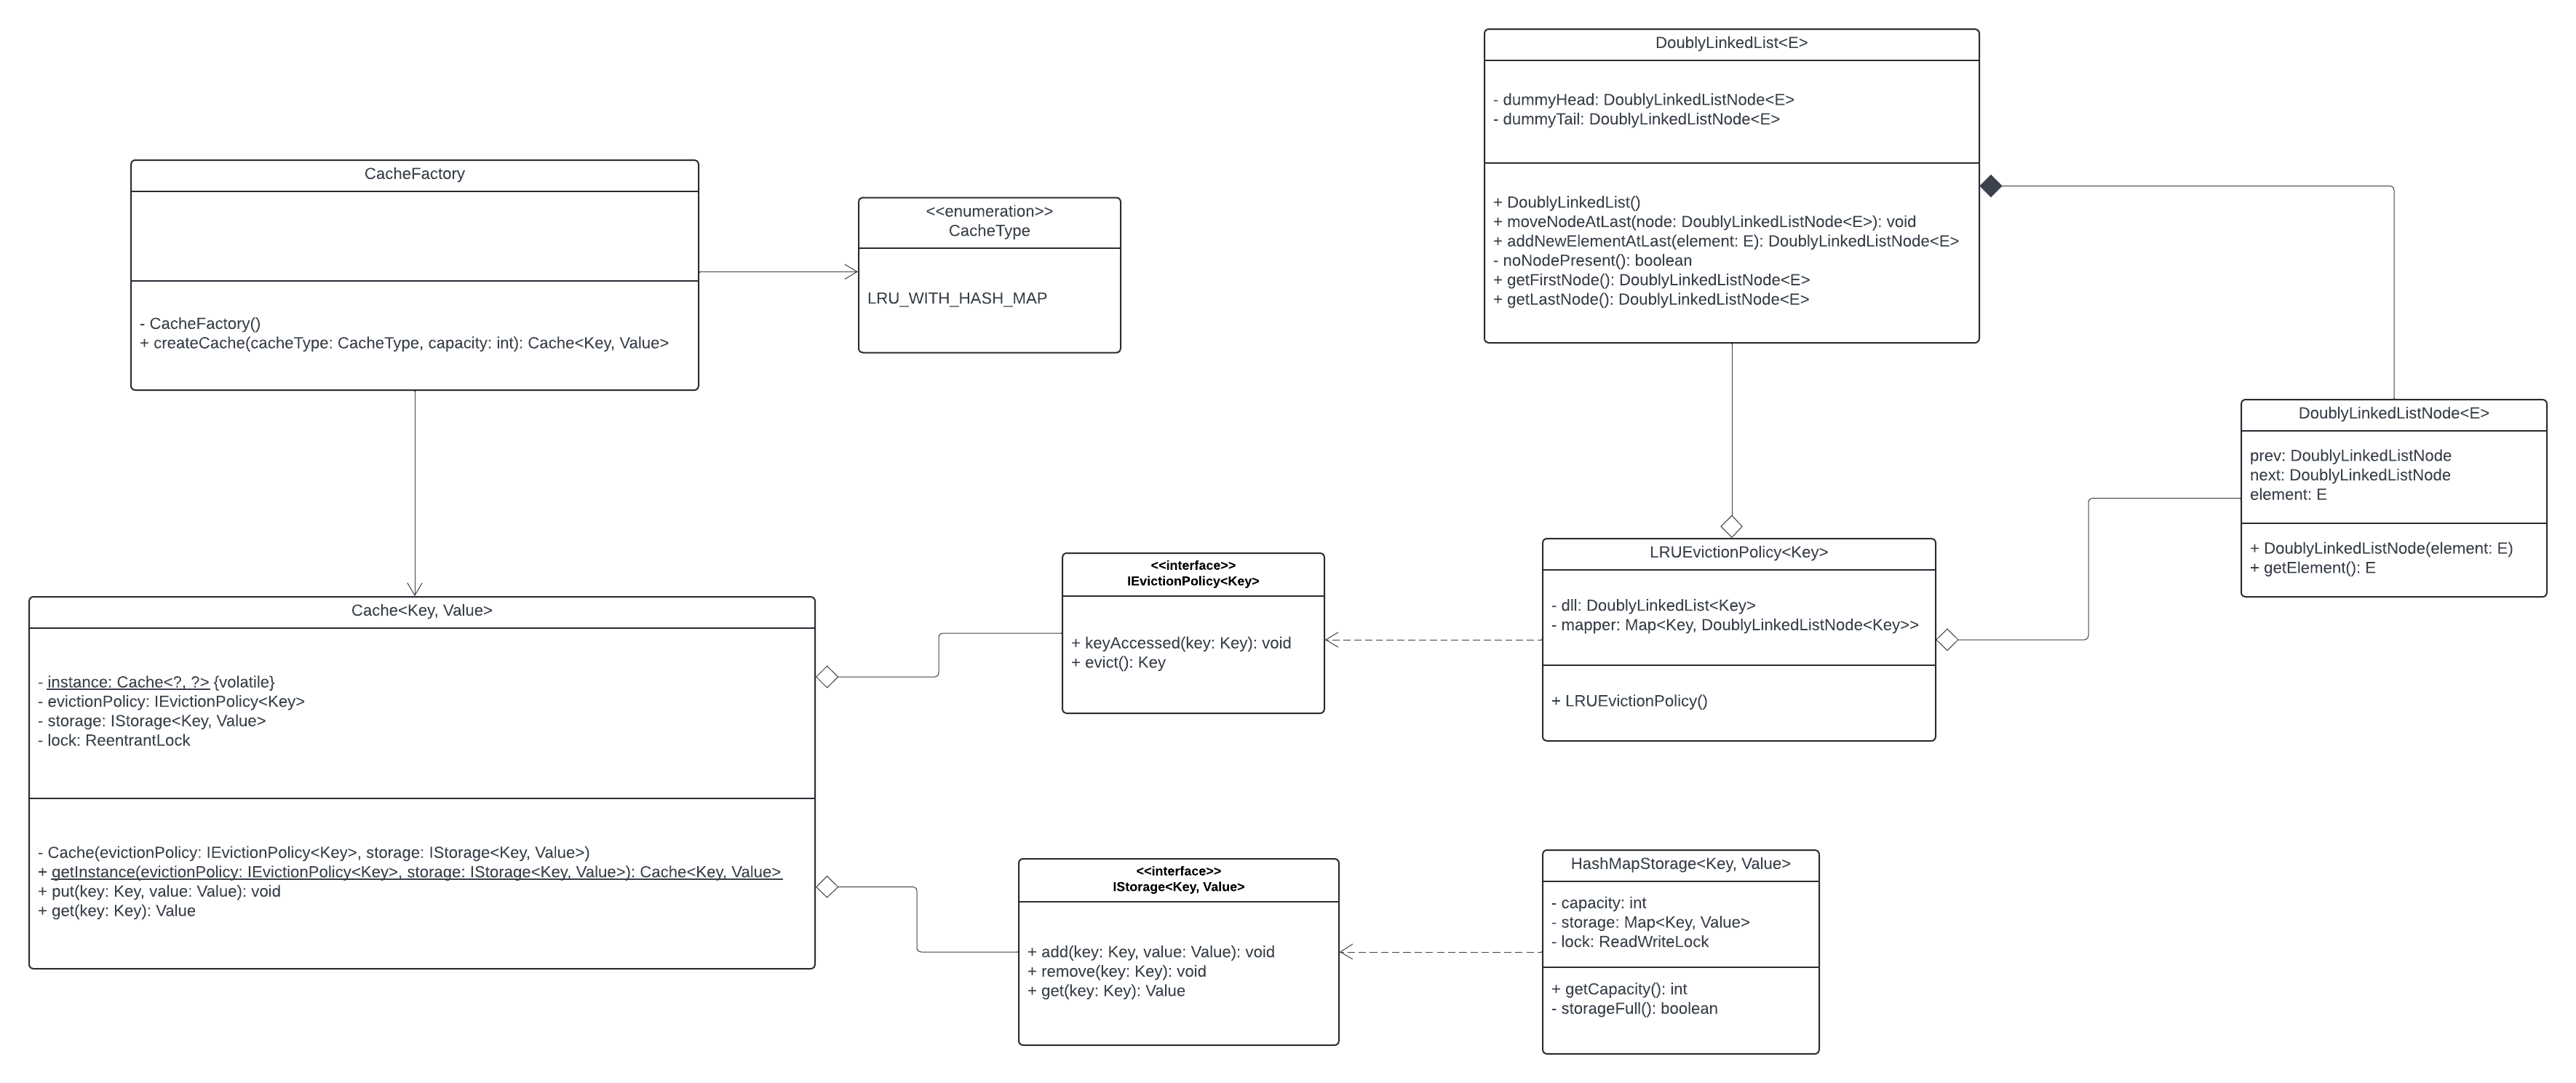 DoublyLinkedList<E>
- dummyHead: DoublyLinkedListNode<E>
- dummyTail: DoublyLinkedListNode<E>
+ DoublyLinkedList()
+ moveNodeAtLast(node: DoublyLinkedListNode<E>): void
+ addNewElementAtLast(element: E): DoublyLinkedListNode<E>
- noNodePresent(): boolean
+ getFirstNode(): DoublyLinkedListNode<E>
+ getLastNode(): DoublyLinkedListNode<E>
CacheFactory
- CacheFactory()
+ createCache(cacheType: CacheType, capacity: int): Cache<Key, Value>
<<enumeration>>
CacheType
LRU_WITH_HASH_MAP
DoublyLinkedListNode<E>
prev: DoublyLinkedListNode
next: DoublyLinkedListNode
element: E
+ DoublyLinkedListNode(element: E)
+ getElement(): E
Cache<Key, Value>
- instance: Cache<?, ?> {volatile}
- evictionPolicy: IEvictionPolicy<Key>
- storage: IStorage<Key, Value>
- lock: ReentrantLock
- Cache(evictionPolicy: IEvictionPolicy<Key>, storage: IStorage<Key, Value>)
+ getInstance(evictionPolicy: IEvictionPolicy<Key>, storage: IStorage<Key, Value>): Cache<Key, Value>
+ put(key: Key, value: Value): void
+ get(key: Key): Value
<<interface>>
IEvictionPolicy<Key>
+ keyAccessed(key: Key): void
+ evict(): Key
LRUEvictionPolicy<Key>
- dll: DoublyLinkedList<Key>
- mapper: Map<Key, DoublyLinkedListNode<Key>>
+ LRUEvictionPolicy()
<<interface>>
IStorage<Key, Value>
+ add(key: Key, value: Value): void
+ remove(key: Key): void
+ get(key: Key): Value
HashMapStorage<Key, Value>
- capacity: int
- storage: Map<Key, Value>
- lock: ReadWriteLock
+ getCapacity(): int
- storageFull(): boolean